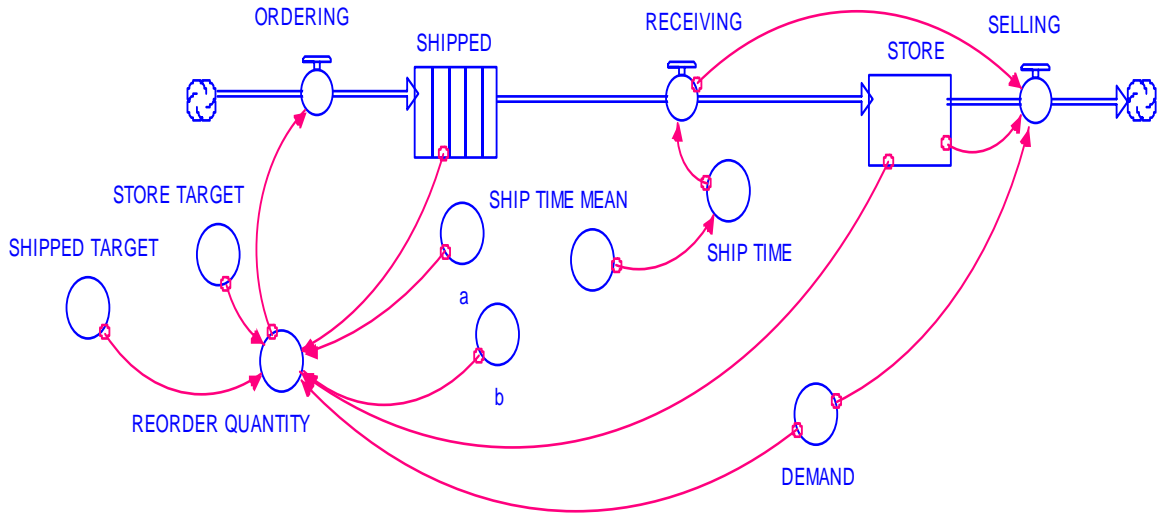 ORDERING
SHIPPED
RECEIVING
STORE
SELLING
STORE TARGET
SHIP TIME MEAN
SHIPPED TARGET
SHIP TIME
a
b
REORDER QUANTITY
DEMAND